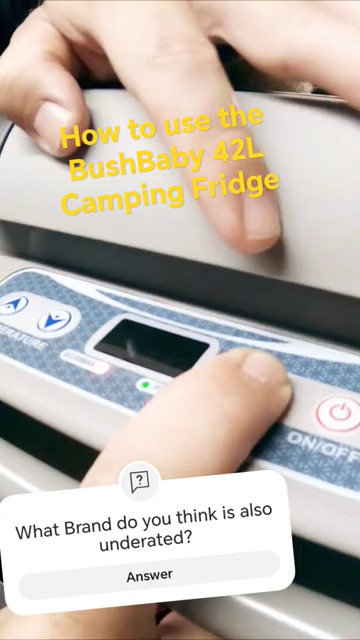 How to use the
BushBaby 42L
Camping Fridge
ERATURE
ON/OFF
?
What Brand do you think is also
underated?
Answer